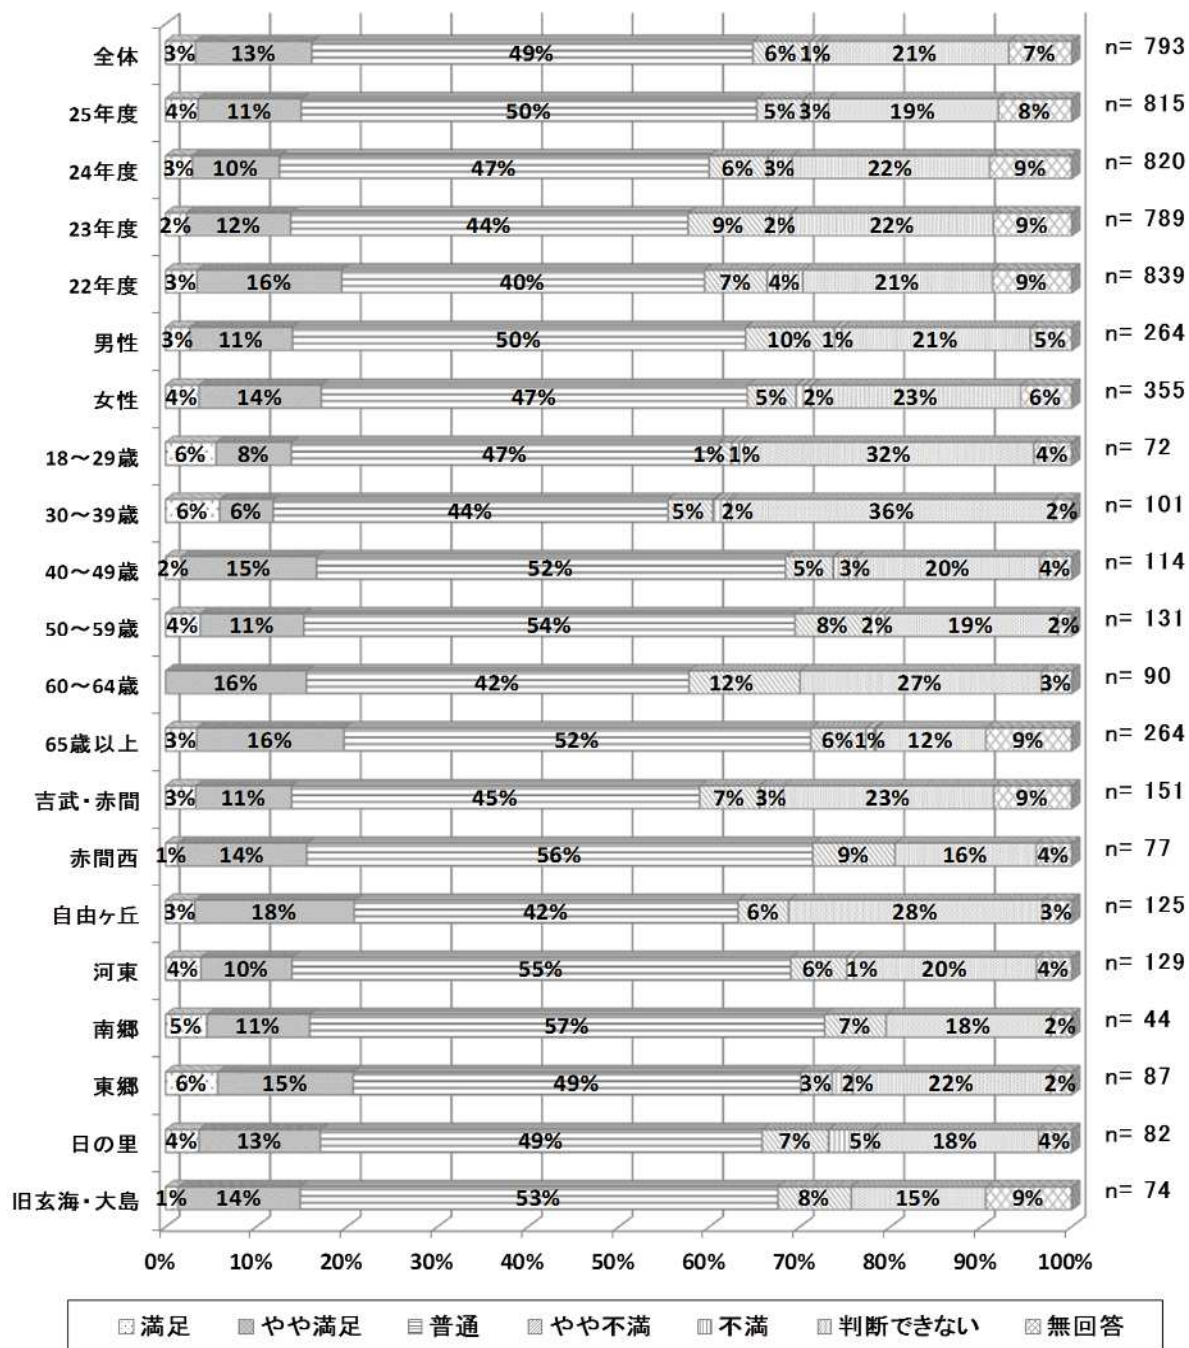 全体 3% 13% 49% 6% 1% 21% 7% n= 793
25年度 4% 11% 50% 5% 3% 19% 8% n= 815
24年度 3% 10% 47% 6% 3% 22% 9% n= 820
23年度 2% 12% 44% 9% 2% 22% 9% n= 789
22年度 3% 16% 40% 7% 4% 21% 9% n= 839
男性 3% 11% 50% 10% 1% 21% 5% n= 264
女性 4% 14% 47% 5% 2% 23% 6% n= 355
18～29歳 6% 8% 47% 1% 1% 32% 4% n= 72
30～39歳 6% 6% 44% 5% 2% 36% 2% n= 101
40～49歳 2% 15% 52% 5% 3% 20% 4% n= 114
50～59歳 4% 11% 54% 8% 2% 19% 2% n= 131
60～64歳 16% 42% 12% 27% 3% n= 90
65歳以上 3% 16% 52% 6% 1% 12% 9% n= 264
吉武・赤間 3% 11% 45% 7% 3% 23% 9% n= 151
赤間西 1% 14% 56% 9% 16% 4% n= 77
自由ヶ丘 3% 18% 42% 6% 28% 3% n= 125
河東 4% 10% 55% 6% 1% 20% 4% n= 129
南郷 5% 11% 57% 7% 18% 2% n= 44
東郷 6% 15% 49% 3% 2% 22% 2% n= 87
日の里 4% 13% 49% 7% 5% 18% 4% n= 82
旧玄海・大島 1% 14% 53% 8% 15% 9% n= 74
0% 10% 20% 30% 40% 50% 60% 70% 80% 90% 100%
満足 やや満足 普通 やや不満 不満 判断できない 無回答